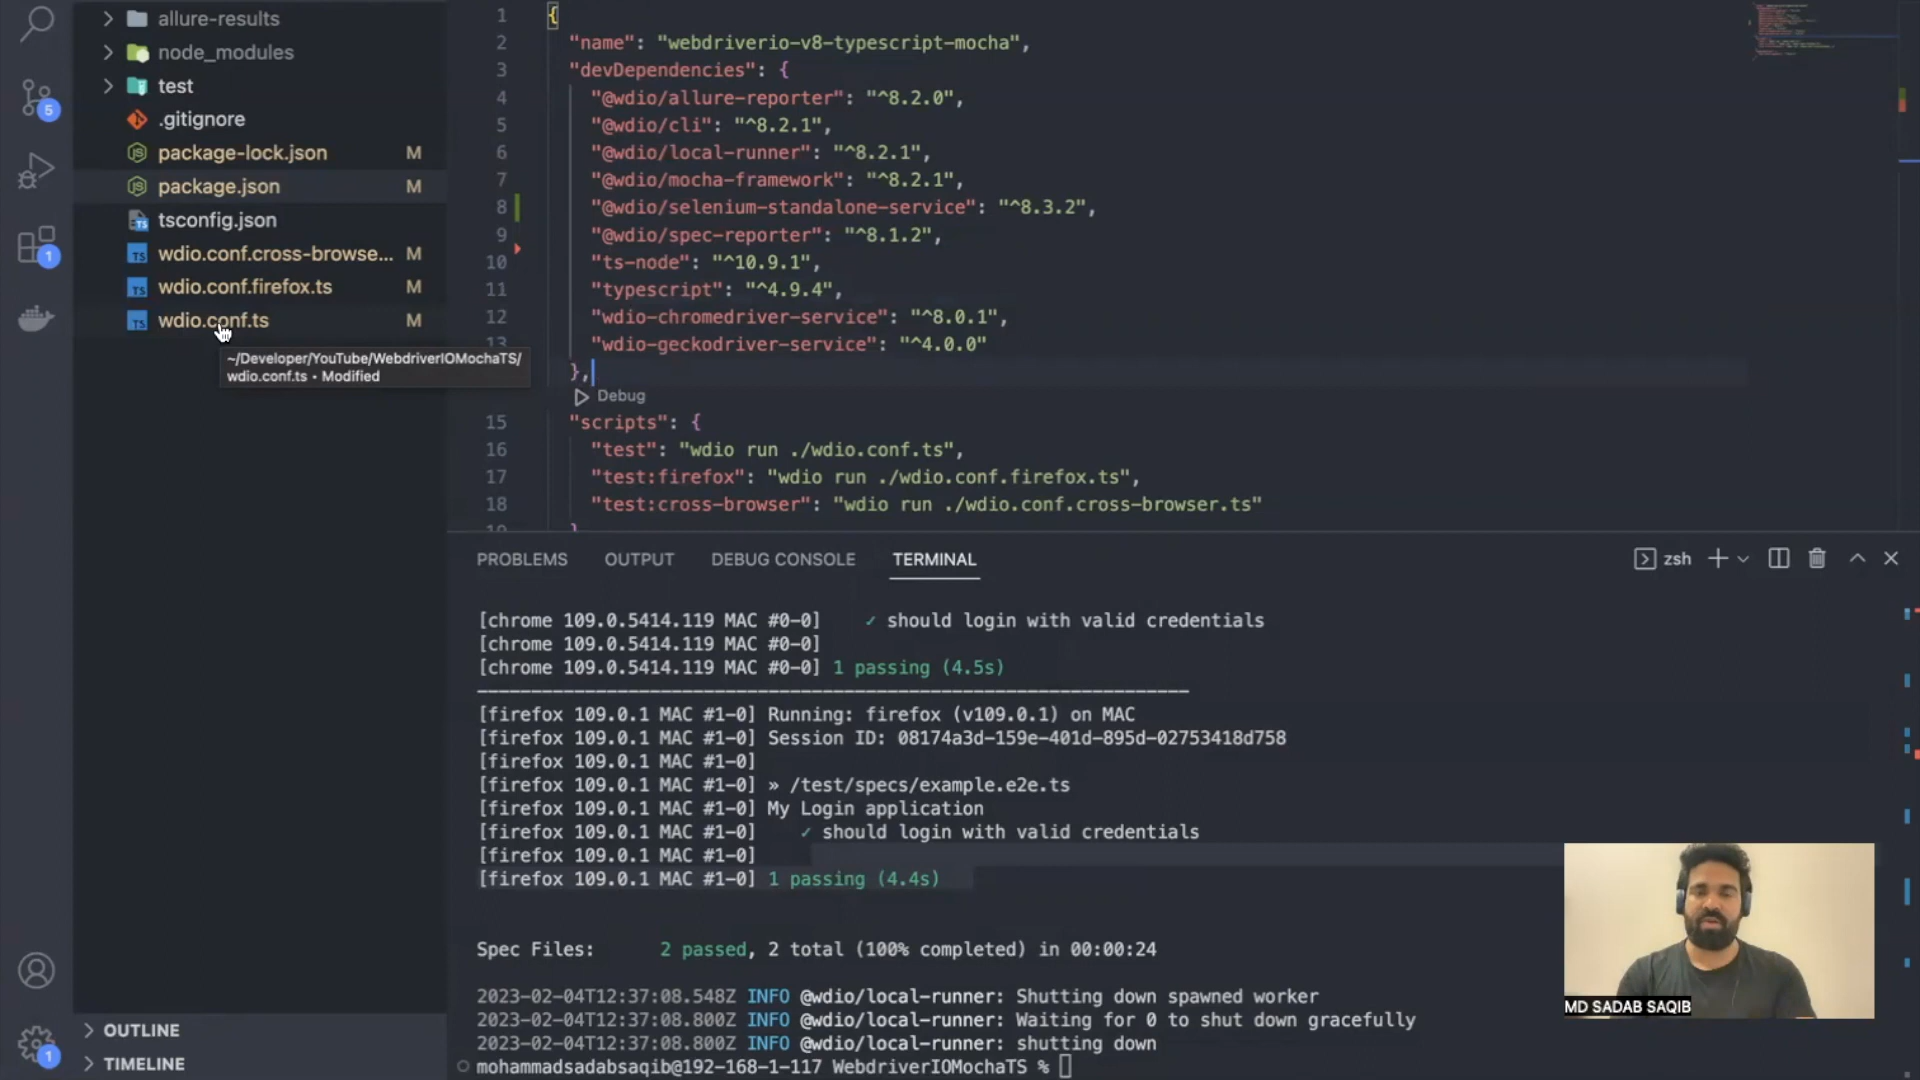 allure-results
node_modules
test
.gitignore
package-lock.json M
package.json M
tsconfig.json
wdio.conf.cross-browse... M
wdio.conf.firefox.ts M
wdio.conf.ts M
~/Developer/YouTube/WebdriverIOMochaTS/
wdio.conf.ts • Modified
5
1
OUTLINE
TIMELINE
1
1 {
2 "name": "webdriverio-v8-typescript-mocha",
3 "devDependencies": {
4 "@wdio/allure-reporter": "^8.2.0",
5 "@wdio/cli": "^8.2.1",
6 "@wdio/local-runner": "^8.2.1",
7 "@wdio/mocha-framework": "^8.2.1",
8 "@wdio/selenium-standalone-service": "^8.3.2",
9 "@wdio/spec-reporter": "^8.1.2",
10 "ts-node": "^10.9.1",
11 "typescript": "^4.9.4",
12 "wdio-chromedriver-service": "^8.0.1",
13 "wdio-geckodriver-service": "^4.0.0"
},
Debug
15 "scripts": {
16 "test": "wdio run ./wdio.conf.ts",
17 "test:firefox": "wdio run ./wdio.conf.firefox.ts",
18 "test:cross-browser": "wdio run ./wdio.conf.cross-browser.ts"
19 }
PROBLEMS OUTPUT DEBUG CONSOLE TERMINAL zsh
[chrome 109.0.5414.119 MAC #0-0] ✓ should login with valid credentials
[chrome 109.0.5414.119 MAC #0-0]
[chrome 109.0.5414.119 MAC #0-0] 1 passing (4.5s)
[firefox 109.0.1 MAC #1-0] Running: firefox (v109.0.1) on MAC
[firefox 109.0.1 MAC #1-0] Session ID: 08174a3d-159e-401d-895d-02753418d758
[firefox 109.0.1 MAC #1-0]
[firefox 109.0.1 MAC #1-0] » /test/specs/example.e2e.ts
[firefox 109.0.1 MAC #1-0] My Login application
[firefox 109.0.1 MAC #1-0] ✓ should login with valid credentials
[firefox 109.0.1 MAC #1-0]
[firefox 109.0.1 MAC #1-0] 1 passing (4.4s)
Spec Files: 2 passed, 2 total (100% completed) in 00:00:24
2023-02-04T12:37:08.548Z INFO @wdio/local-runner: Shutting down spawned worker
2023-02-04T12:37:08.800Z INFO @wdio/local-runner: Waiting for 0 to shut down gracefully
2023-02-04T12:37:08.800Z INFO @wdio/local-runner: shutting down
mohammadsadabsaqib@192-168-1-117 WebdriverIOMochaTS %
MD SADAB SAQIB